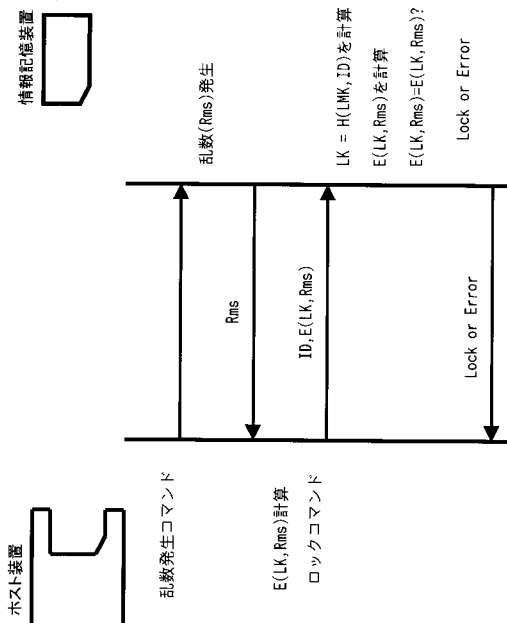 ホスト装置
情報記憶装置
乱数発生コマンド
乱数(Rms)発生
Rms
E(LK,Rms)計算
ロックコマンド
ID,E(LK,Rms)
LK = H(LMK,ID)を計算
E(LK,Rms)を計算
E(LK,Rms)=E(LK,Rms)?
Lock or Error
Lock or Error